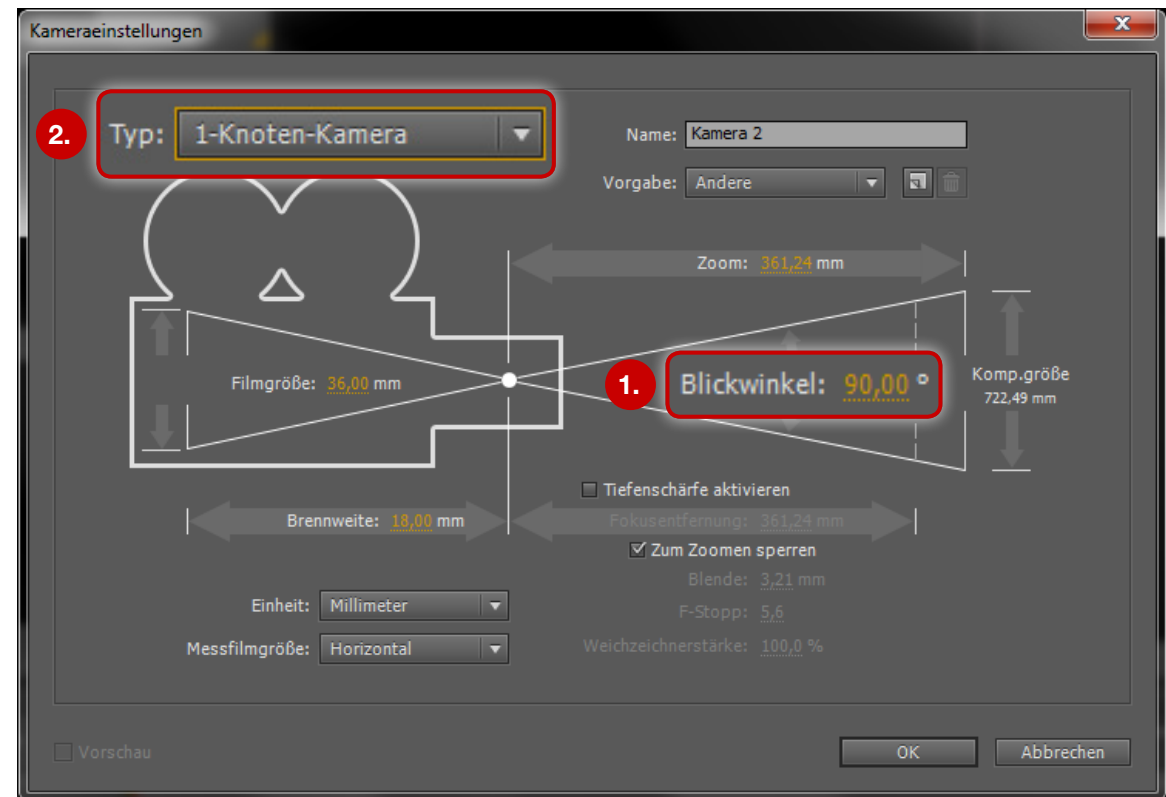 Kameraeinstellungen
2. Typ: 1-Knoten-Kamera
Name: Kamera 2
Vorgabe: Andere
Zoom: 361,24 mm
Filmgröße: 36,00 mm
1. Blickwinkel: 90,00 °
Komp.größe
722,49 mm
Tiefenschärfe aktivieren
Brennweite: 18,00 mm
Fokusentfernung: 361,24 mm
Zum Zoomen sperren
Blende: 3,21 mm
Einheit: Millimeter
F-Stopp: 5,6
Messfilmgröße: Horizontal
Weichzeichnerstärke: 100,0 %
Vorschau
OK
Abbrechen